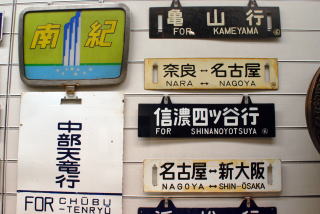 南紀
中部天竜行
FOR CHŪBU
-TENRYŪ
亀山行
FOR KAMEYAMA
奈良↔名古屋
NARA ↔ NAGOYA
信濃四ツ谷行
FOR SHINANOYOTSUYA
名古屋↔新大阪
NAGOYA ↔ SHIN-ŌSAKA